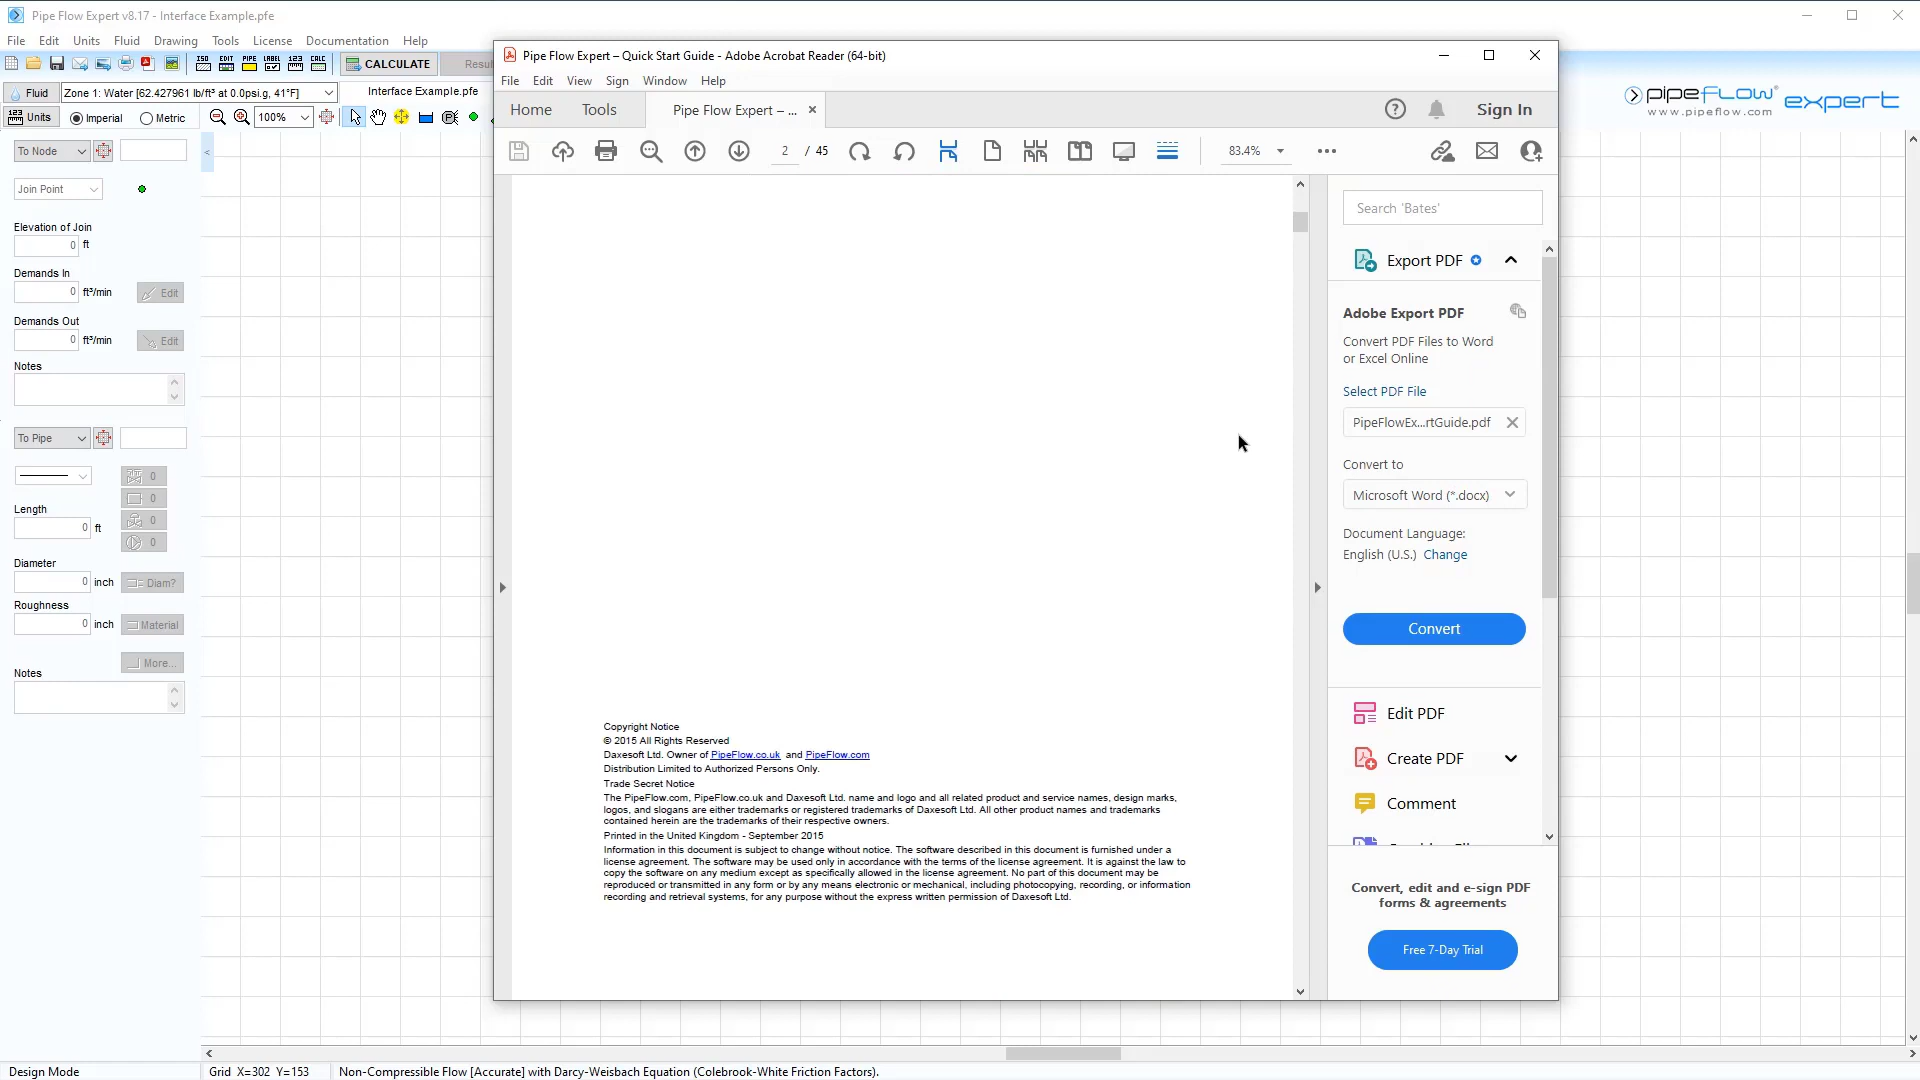 Pipe Flow Expert v8.17 - Interface Example.pfe
File Edit Units Fluid Drawing Tools License Documentation Help
ISO EDIT PIPE LABEL 123 CALC
CALCULATE
Fluid
Zone 1: Water [62.427961 lb/ft³ at 0.0psi.g, 41°F]
Interface Example.pfe
123 Units
Imperial
Metric
100%
pipeFLOW® expert
www.pipeflow.com
To Node
Join Point
Elevation of Join
0 ft
Demands In
0 ft³/min
Edit
Demands Out
0 ft³/min
Edit
Notes
To Pipe
0
0
0
0
Length
0 ft
Diameter
0 inch
Diam?
Roughness
0 inch
Material
More...
Notes
Pipe Flow Expert – Quick Start Guide - Adobe Acrobat Reader (64-bit)
File Edit View Sign Window Help
Home
Tools
Pipe Flow Expert – ...
Sign In
2 / 45
83.4%
Copyright Notice
© 2015 All Rights Reserved
Daxesoft Ltd. Owner of PipeFlow.co.uk and PipeFlow.com
Distribution Limited to Authorized Persons Only.
Trade Secret Notice
The PipeFlow.com, PipeFlow.co.uk and Daxesoft Ltd. name and logo and all related product and service names, design marks,
logos, and slogans are either trademarks or registered trademarks of Daxesoft Ltd. All other product names and trademarks
contained herein are the trademarks of their respective owners.
Printed in the United Kingdom - September 2015
Information in this document is subject to change without notice. The software described in this document is furnished under a
license agreement. The software may be used only in accordance with the terms of the license agreement. It is against the law to
copy the software on any medium except as specifically allowed in the license agreement. No part of this document may be
reproduced or transmitted in any form or by any means electronic or mechanical, including photocopying, recording, or information
recording and retrieval systems, for any purpose without the express written permission of Daxesoft Ltd.
Search 'Bates'
Export PDF
Adobe Export PDF
Convert PDF Files to Word
or Excel Online
Select PDF File
PipeFlowEx...rtGuide.pdf
Convert to
Microsoft Word (*.docx)
Document Language:
English (U.S.) Change
Convert
Edit PDF
Create PDF
Comment
Convert, edit and e-sign PDF
forms & agreements
Free 7-Day Trial
Design Mode
Grid X=302 Y=153
Non-Compressible Flow [Accurate] with Darcy-Weisbach Equation (Colebrook-White Friction Factors).